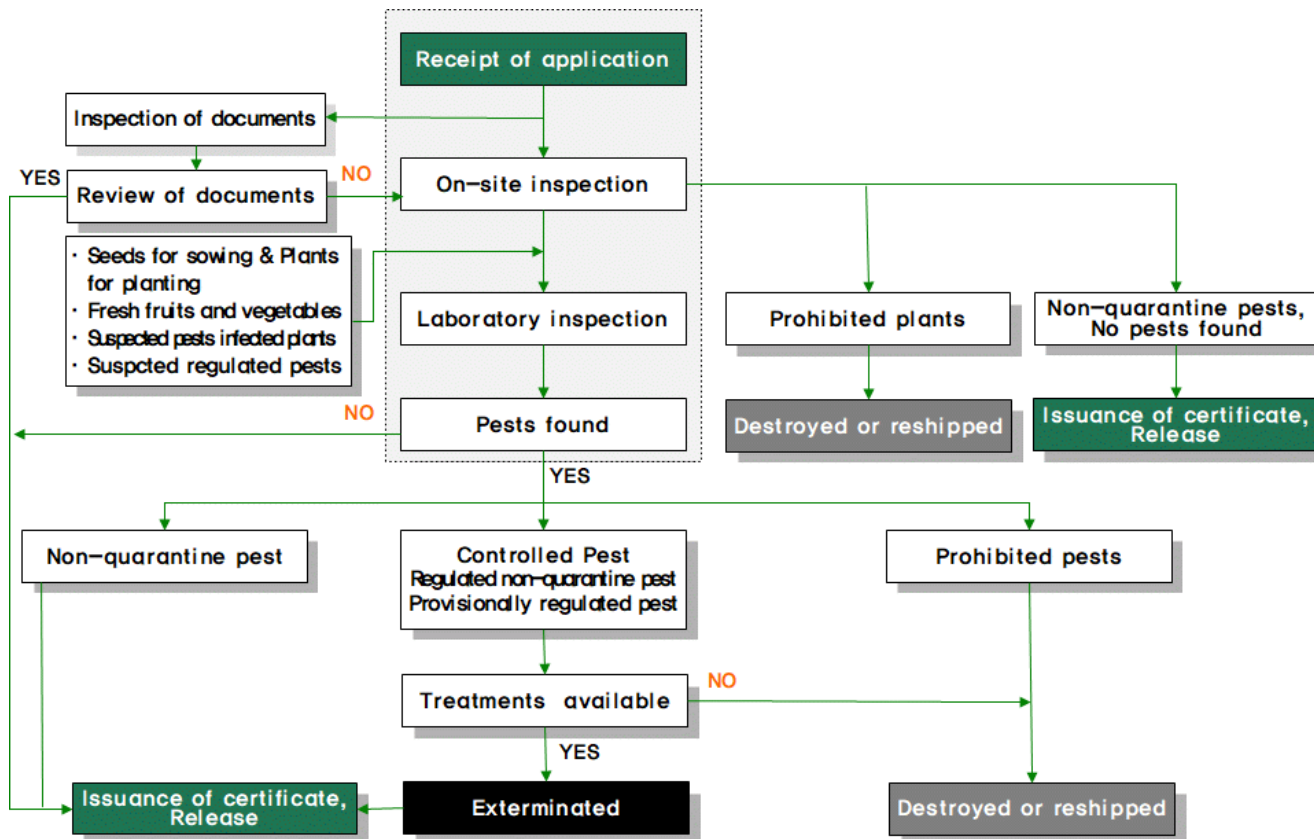 Receipt of application
Inspection of documents
YES
NO
Review of documents
On-site inspection
· Seeds for sowing & Plants
for planting
· Fresh fruits and vegetables
· Suspected pests infected plants
· Suspcted regulated pests
Laboratory inspection
Prohibited plants
Non-quarantine pests,
No pests found
NO
Pests found
Destroyed or reshipped
Issuance of certificate,
Release
YES
Non-quarantine pest
Controlled Pest
Regulated non-quarantine pest
Provisionally regulated pest
Prohibited pests
Treatments available
NO
YES
Issuance of certificate,
Release
Exterminated
Destroyed or reshipped